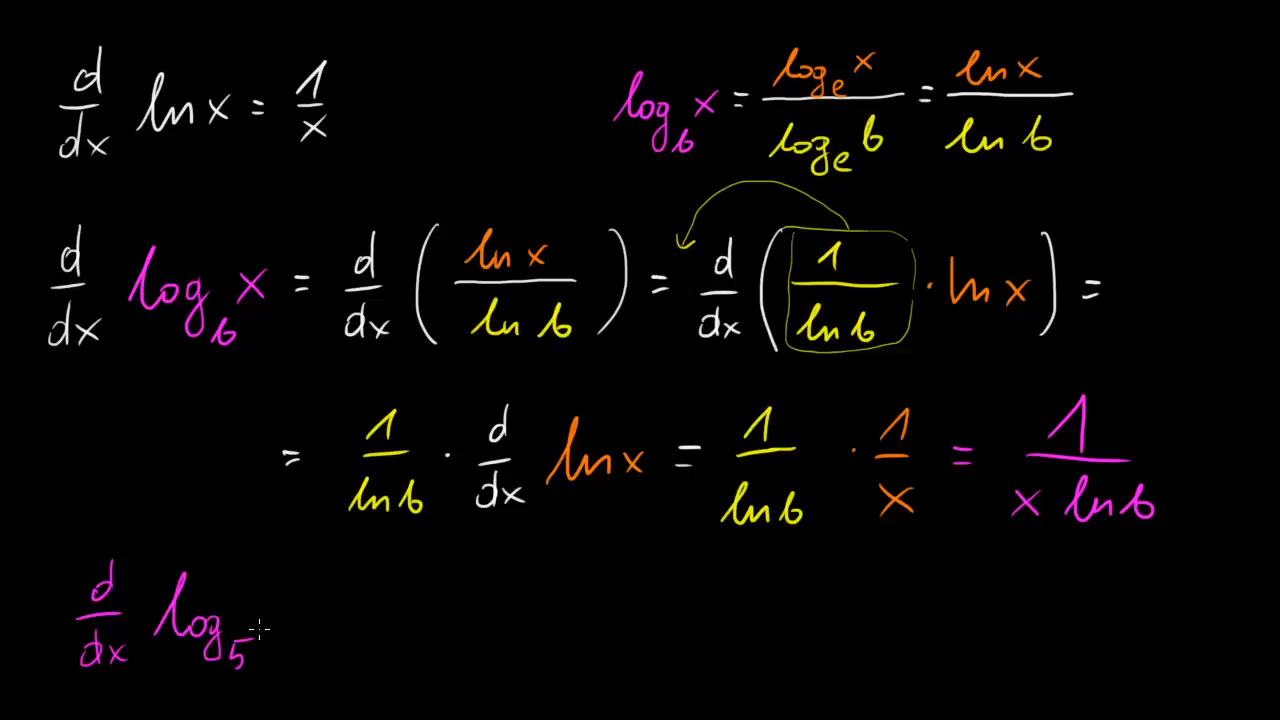 d/dx ln x = 1/x
log_b x = log_e x / log_e b = ln x / ln b
d/dx log_b x = d/dx ( ln x / ln b ) = d/dx ( 1 / ln b · ln x ) =
= 1 / ln b · d/dx ln x = 1 / ln b · 1/x = 1 / x ln b
d/dx log_5